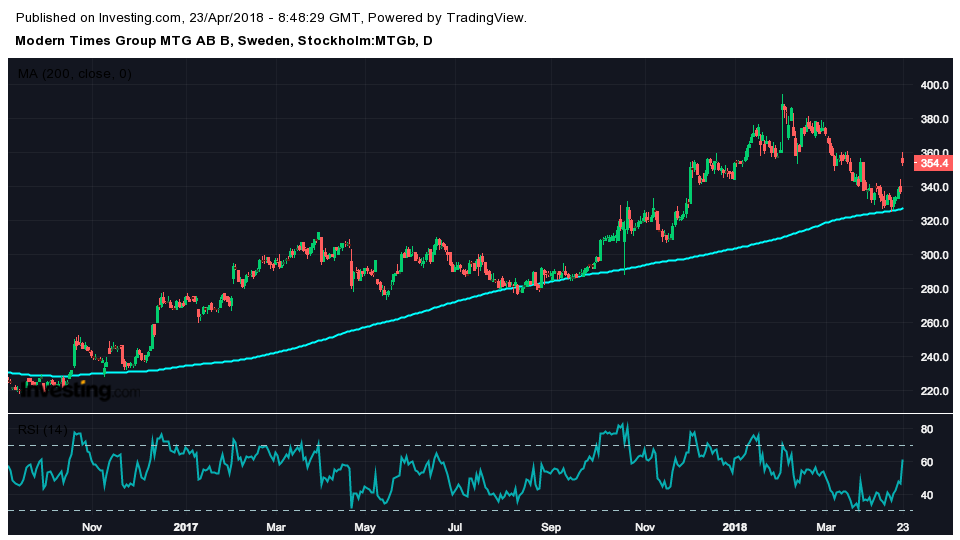 Published on Investing.com, 23/Apr/2018 - 8:48:29 GMT, Powered by TradingView.
Modern Times Group MTG AB B, Sweden, Stockholm:MTGb, D
MA (200, close, 0)
400.0
380.0
360.0
354.4
340.0
320.0
300.0
280.0
260.0
240.0
220.0
Investing.com
RSI (14)
80
60
40
Nov 2017 Mar May Jul Sep Nov 2018 Mar 23